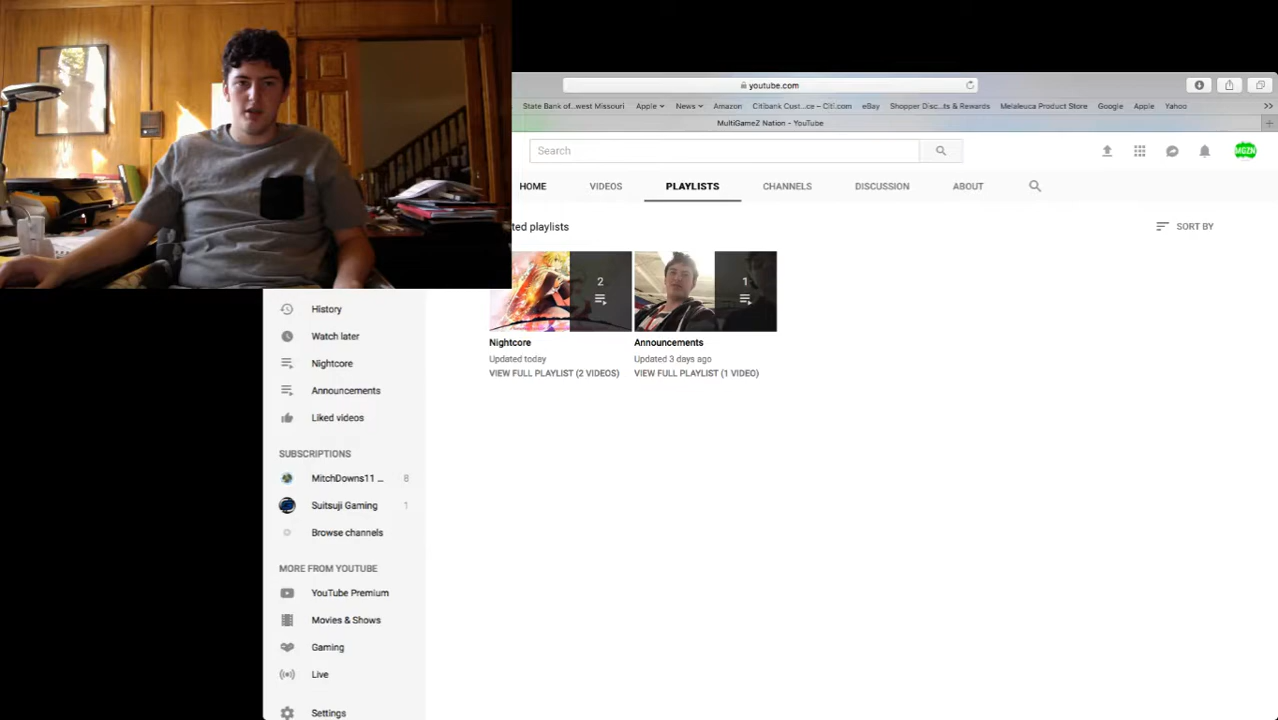 youtube.com
State Bank of...west Missouri Apple News Amazon Citibank Cust...ce – Citi.com eBay Shopper Disc...ts & Rewards Melaleuca Product Store Google Apple Yahoo >>
MultiGameZ Nation - YouTube +
Search MGZN
HOME VIDEOS PLAYLISTS CHANNELS DISCUSSION ABOUT
ted playlists SORT BY
2 1
Nightcore Announcements
Updated today Updated 3 days ago
VIEW FULL PLAYLIST (2 VIDEOS) VIEW FULL PLAYLIST (1 VIDEO)
History
Watch later
Nightcore
Announcements
Liked videos
SUBSCRIPTIONS
MitchDowns11 ... 8
Suitsuji Gaming 1
Browse channels
MORE FROM YOUTUBE
YouTube Premium
Movies & Shows
Gaming
Live
Settings